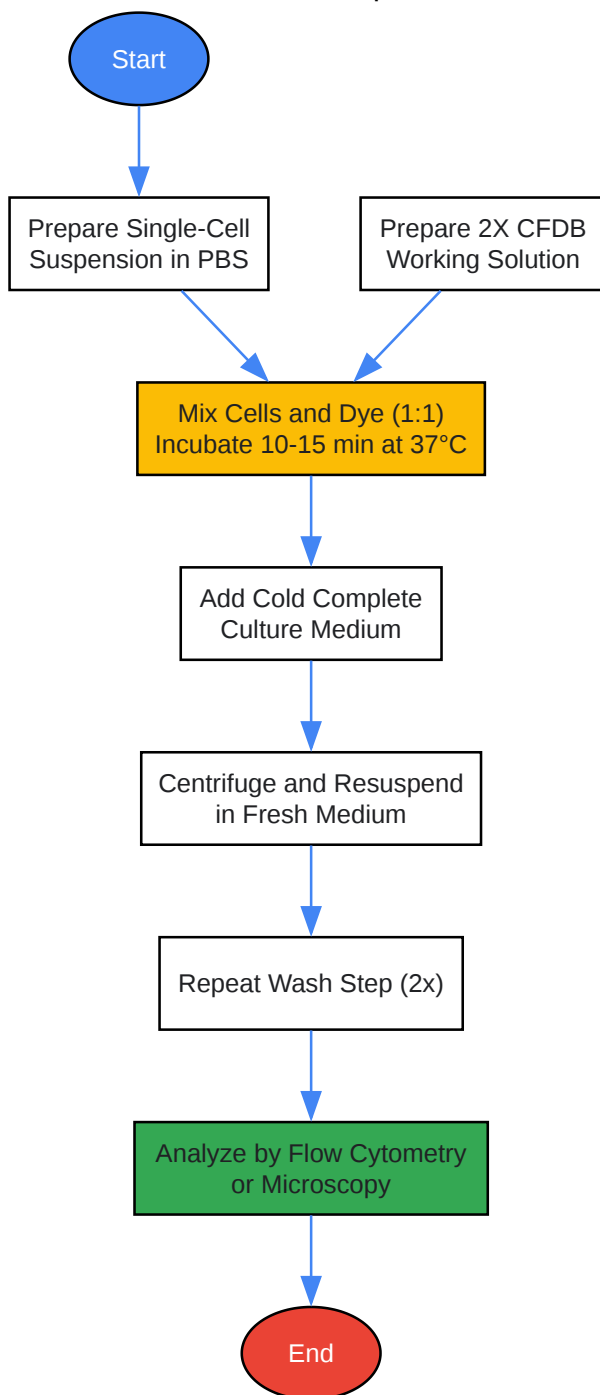 Start
Prepare Single-Cell
Suspension in PBS
Prepare 2X CFDB
Working Solution
Mix Cells and Dye (1:1)
Incubate 10-15 min at 37°C
Add Cold Complete
Culture Medium
Centrifuge and Resuspend
in Fresh Medium
Repeat Wash Step (2x)
Analyze by Flow Cytometry
or Microscopy
End